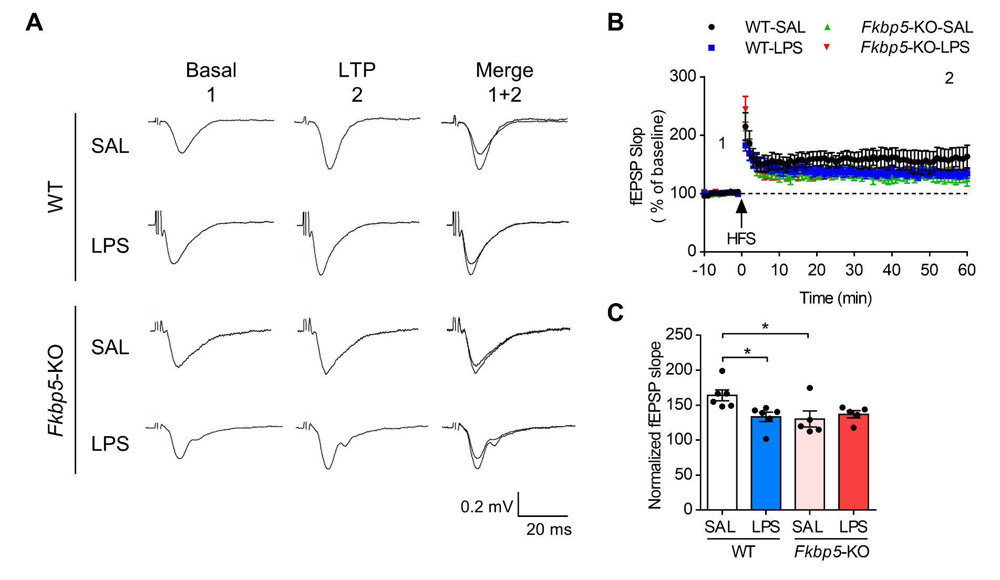 A
Basal
1
LTP
2
Merge
1+2
WT
SAL
LPS
Fkbp5-KO
SAL
LPS
0.2 mV
20 ms
B
WT-SAL
Fkbp5-KO-SAL
WT-LPS
Fkbp5-KO-LPS
fEPSP Slop
( % of baseline)
300
200
100
0
1
2
HFS
-10 0 10 20 30 40 50 60
Time (min)
C
Normalized fEPSP slope
250
200
150
100
50
0
*
*
SAL LPS SAL LPS
WT Fkbp5-KO